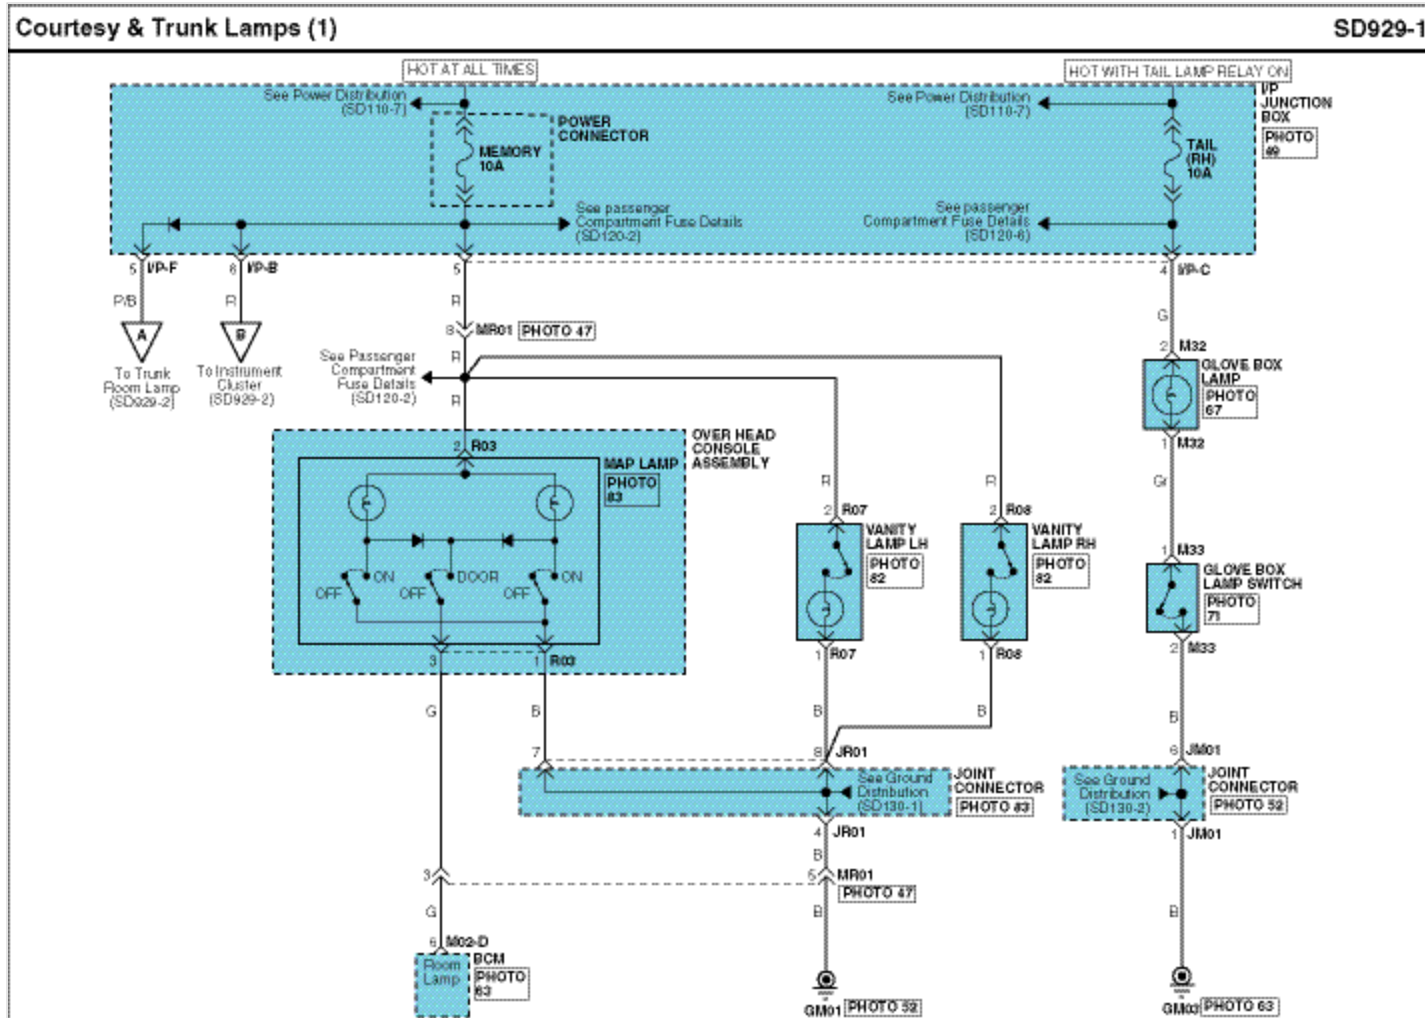 Courtesy & Trunk Lamps (1)
SD929-1
HOT AT ALL TIMES
HOT WITH TAIL LAMP RELAY ON
See Power Distribution
(SD110-7)
POWER
CONNECTOR
MEMORY
10A
See Power Distribution
(SD110-7)
TAIL
(RH)
10A
I/P
JUNCTION
BOX
PHOTO
49
See passenger
Compartment Fuse Details
(SD120-2)
See passenger
Compartment Fuse Details
(SD120-6)
5 I/P-F
6 I/P-B
5
4 I/P-C
P/B
R
R
G
A
B
To Trunk
Room Lamp
(SD929-2)
To Instrument
Cluster
(SD929-2)
8 MR01 PHOTO 47
R
See Passenger
Compartment
Fuse Details
(SD120-2)
R
2 M32
GLOVE BOX
LAMP
PHOTO
67
1 M32
OVER HEAD
CONSOLE
ASSEMBLY
2 R03
MAP LAMP
PHOTO
83
ON
DOOR
ON
OFF
OFF
OFF
3
1 R03
R
R
Gr
2 R07
VANITY
LAMP LH
PHOTO
82
1 R07
2 R08
VANITY
LAMP RH
PHOTO
82
1 R08
1 M33
GLOVE BOX
LAMP SWITCH
PHOTO
71
2 M33
G
B
B
B
B
7
8 JR01
6 JM01
See Ground
Distribution
(SD130-1)
JOINT
CONNECTOR
PHOTO 83
See Ground
Distribution
(SD130-2)
JOINT
CONNECTOR
PHOTO 52
4 JR01
1 JM01
B
3
5 MR01
PHOTO 47
G
B
B
6 M02-D
Room
Lamp
BCM
PHOTO
63
GM01 PHOTO 52
GM03 PHOTO 63